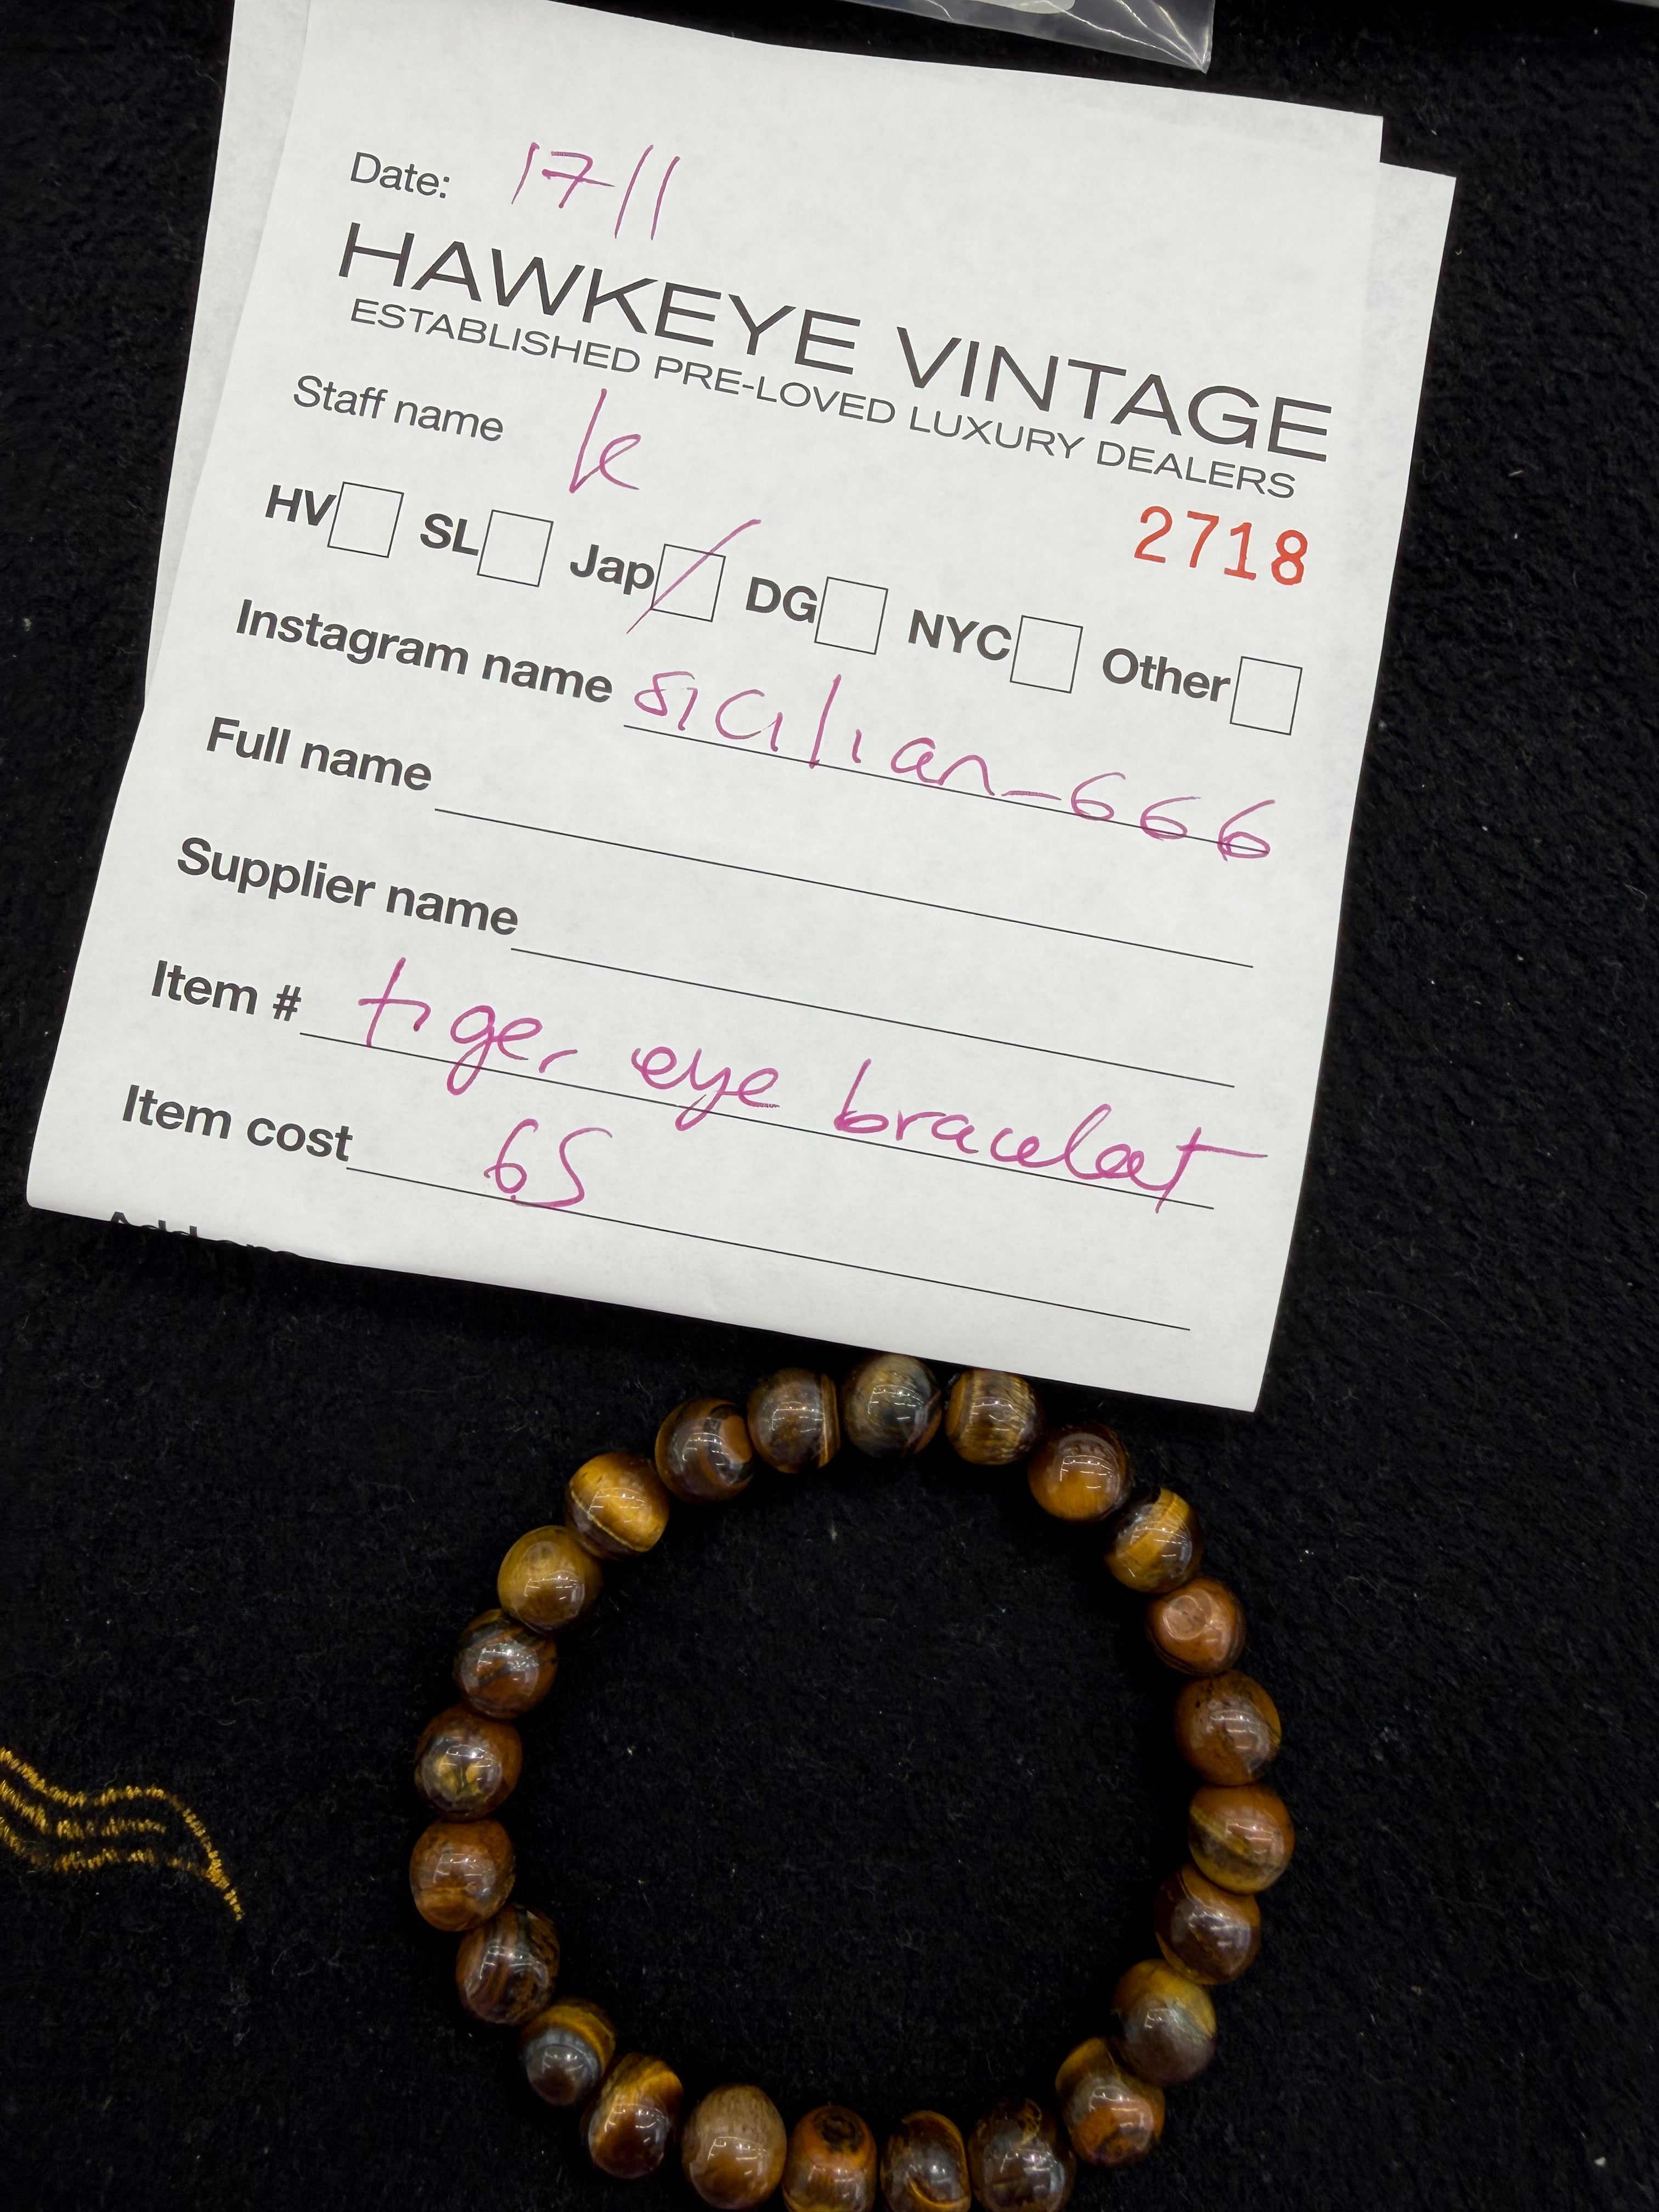 Date: 17/11
HAWKEYE VINTAGE
ESTABLISHED PRE-LOVED LUXURY DEALERS
Staff name K
2718
HV SL Jap DG NYC Other
Instagram name sicilian_666
Full name
Supplier name
Item # tiger eye bracelet
Item cost 65